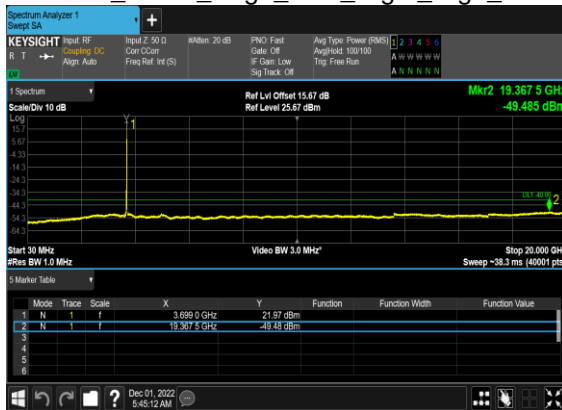 Spectrum Analyzer 1
Swept SA
+
KEYSIGHT Input: RF Input Z: 50 Ω #Atten: 20 dB PNO: Fast Avg Type: Power (RMS) 1 2 3 4 5 6
R T Coupling: DC Corr CCorr Gate: Off Avg|Hold: 100/100 A W W W W W
Align: Auto Freq Ref: Int (S) IF Gain: Low Trig: Free Run
Sig Track: Off A N N N N N
1 Spectrum Ref Lvl Offset 15.67 dB Mkr2 19.367 5 GHz
Scale/Div 10 dB Ref Level 25.67 dBm -49.485 dBm
Log
15.7
5.67
-4.33
-14.3
-24.3
-34.3
-44.3
-54.3
-64.3
1
2
Start 30 MHz Video BW 3.0 MHz* Stop 20.000 GHz
#Res BW 1.0 MHz Sweep ~38.3 ms (40001 pts)
5 Marker Table
Mode Trace Scale X Y Function Function Width Function Value
1 N 1 f 3.699 0 GHz 21.97 dBm
2 N 1 f 19.367 5 GHz -49.48 dBm
3
4
5
6
? Dec 01, 2022
5:45:12 AM